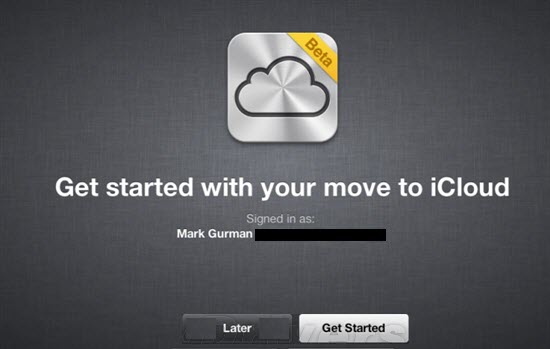 Beta
Get started with your move to iCloud
Signed in as:
Mark Gurman
Later
Get Started